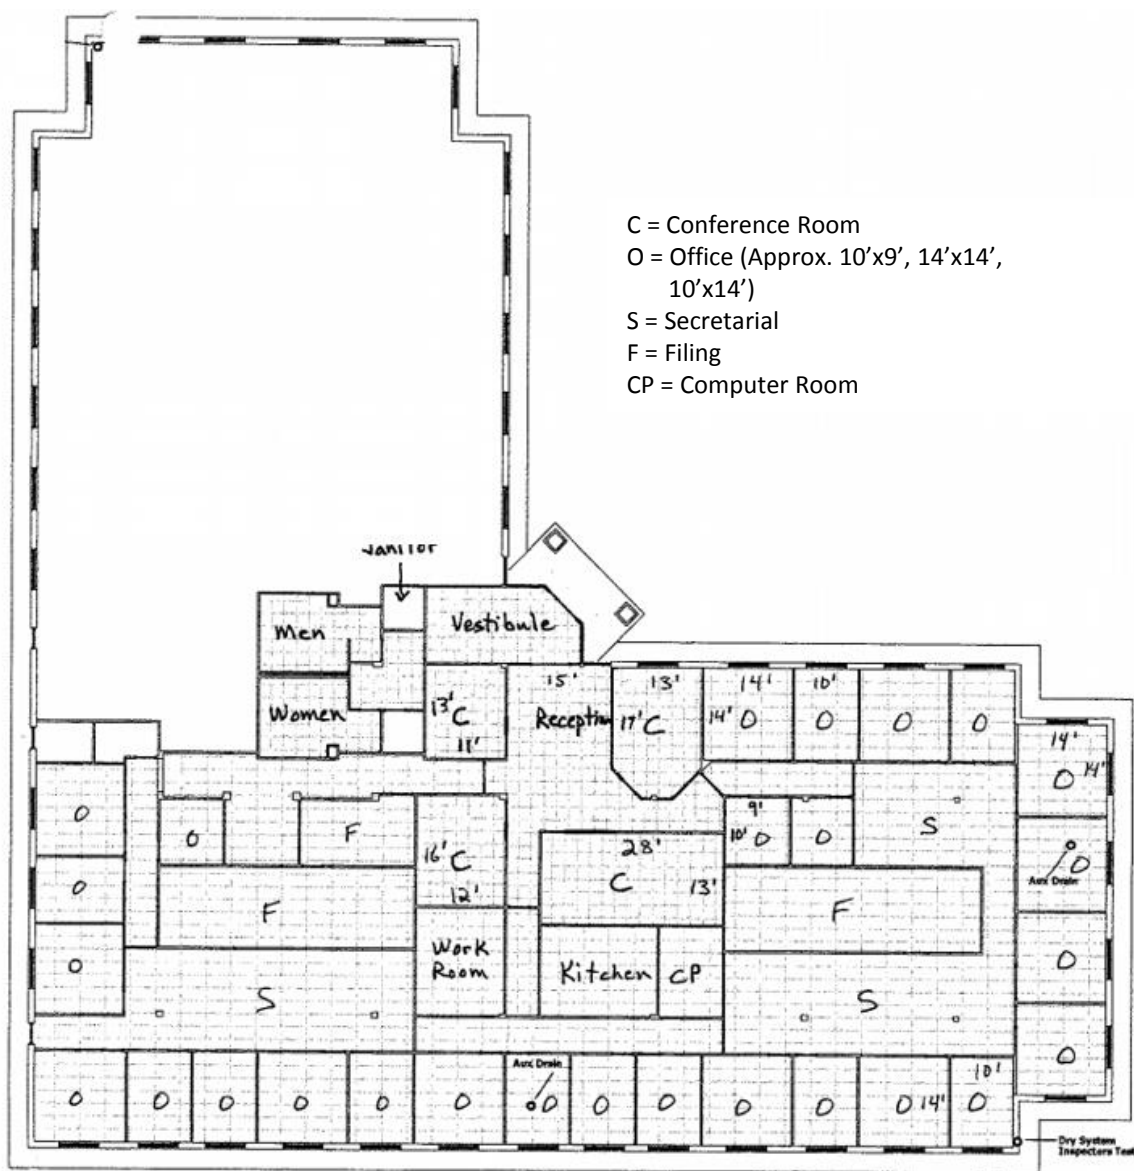 C = Conference Room
O = Office (Approx. 10’x9’, 14’x14’,
10’x14’)
S = Secretarial
F = Filing
CP = Computer Room
Janitor
Men
Vestibule
Women
13' C
11'
15'
Reception
13'
17' C
14'
14' O
10'
O
O
O
14'
14'
O
O
O
F
16' C
12'
28'
C
13'
9'
10' O
O
S
Aux Drain
O
O
F
F
O
O
Work
Room
Kitchen
CP
S
S
O
O
Aux Drain
10'
O
O
O
O
O
O
O
O
O
O
O
O 14'
O
Dry System
Inspectors Test